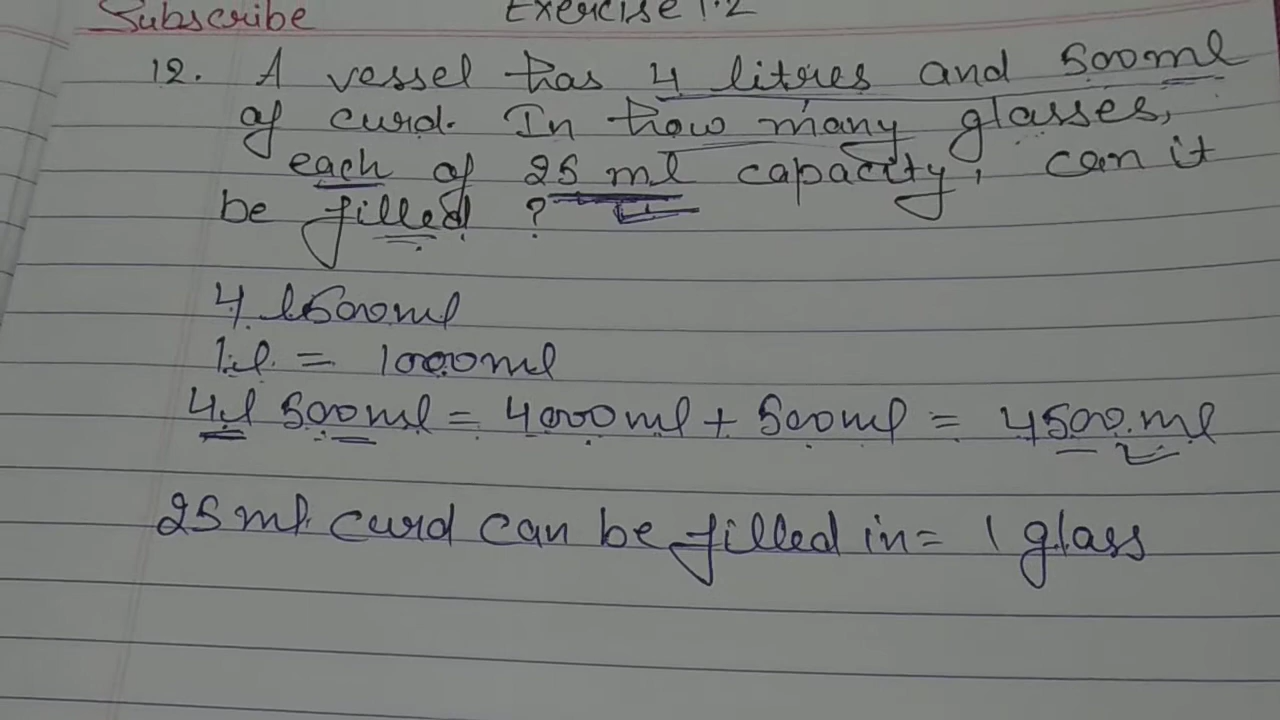 Subscribe Exercise 1.2
12. A vessel has 4 litres and 500ml
of curd. In how many glasses,
each of 25 ml capacity, can it
be filled ?
4 l 500ml
1l = 1000ml
4l 500ml = 4000ml + 500ml = 4500ml
25ml curd can be filled in = 1 glass